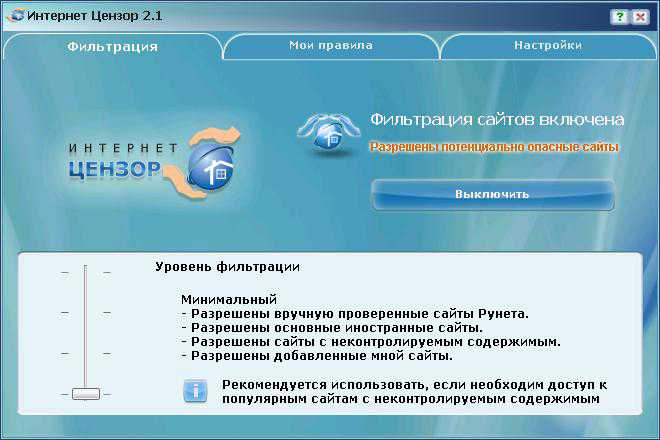 Интернет Цензор 2.1
Фильтрация
Мои правила
Настройки
ИНТЕРНЕТ
ЦЕНЗОР
Фильтрация сайтов включена
Разрешены потенциально опасные сайты
Выключить
Уровень фильтрации
Минимальный
- Разрешены вручную проверенные сайты Рунета.
- Разрешены основные иностранные сайты.
- Разрешены сайты с неконтролируемым содержимым.
- Разрешены добавленные мной сайты.
Рекомендуется использовать, если необходим доступ к
популярным сайтам с неконтролируемым содержимым